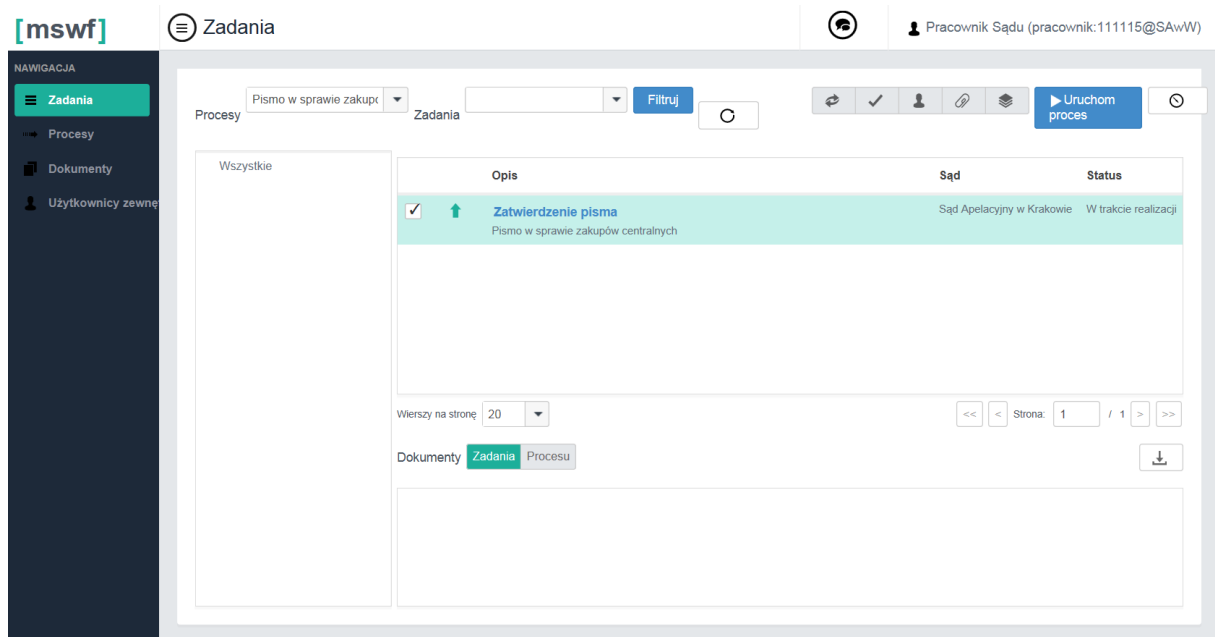 [mswf]
Zadania
Pracownik Sądu (pracownik:111115@SAwW)
NAWIGACJA
Zadania
Procesy
Dokumenty
Użytkownicy zewnę
Procesy
Pismo w sprawie zakupo
Zadania
Filtruj
Uruchom
proces
Wszystkie
Opis Sąd Status
Zatwierdzenie pisma Sąd Apelacyjny w Krakowie W trakcie realizacji
Pismo w sprawie zakupów centralnych
Wierszy na stronę 20
<< < Strona: 1 / 1 > >>
Dokumenty Zadania Procesu